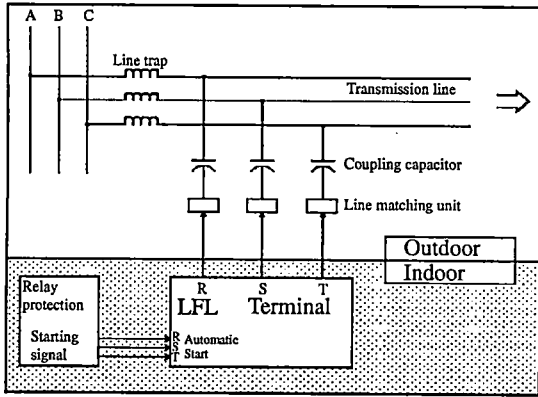 A B C
Line trap
Transmission line
Coupling capacitor
Line matching unit
Outdoor
Indoor
R S T
LFL Terminal
Relay
protection
Starting
signal
R
S
T
Automatic
Start